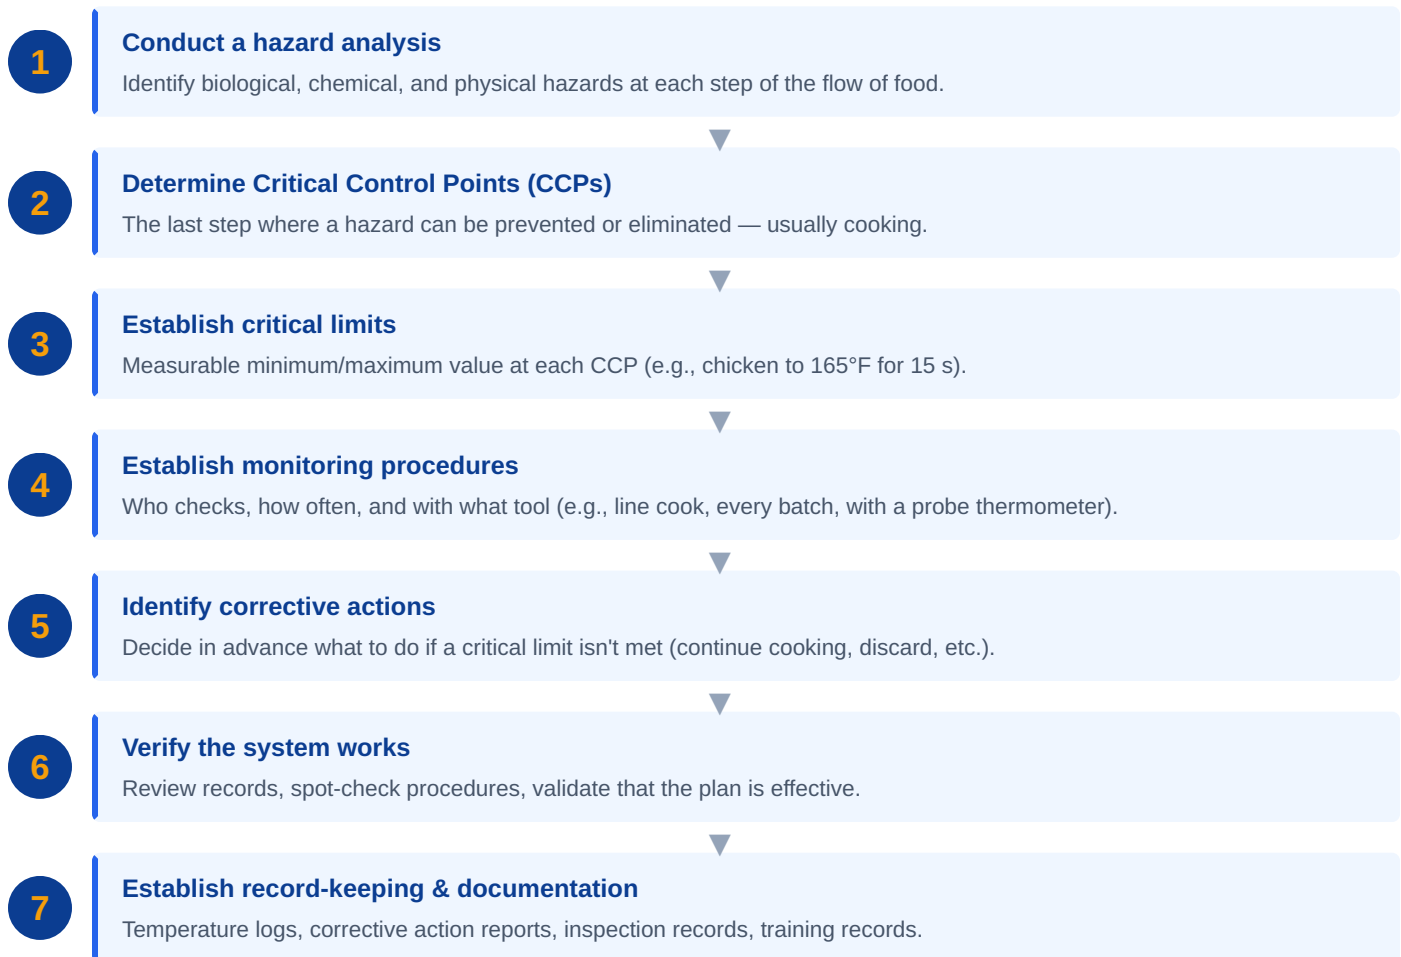 1
Conduct a hazard analysis
Identify biological, chemical, and physical hazards at each step of the flow of food.
2
Determine Critical Control Points (CCPs)
The last step where a hazard can be prevented or eliminated — usually cooking.
3
Establish critical limits
Measurable minimum/maximum value at each CCP (e.g., chicken to 165°F for 15 s).
4
Establish monitoring procedures
Who checks, how often, and with what tool (e.g., line cook, every batch, with a probe thermometer).
5
Identify corrective actions
Decide in advance what to do if a critical limit isn't met (continue cooking, discard, etc.).
6
Verify the system works
Review records, spot-check procedures, validate that the plan is effective.
7
Establish record-keeping & documentation
Temperature logs, corrective action reports, inspection records, training records.